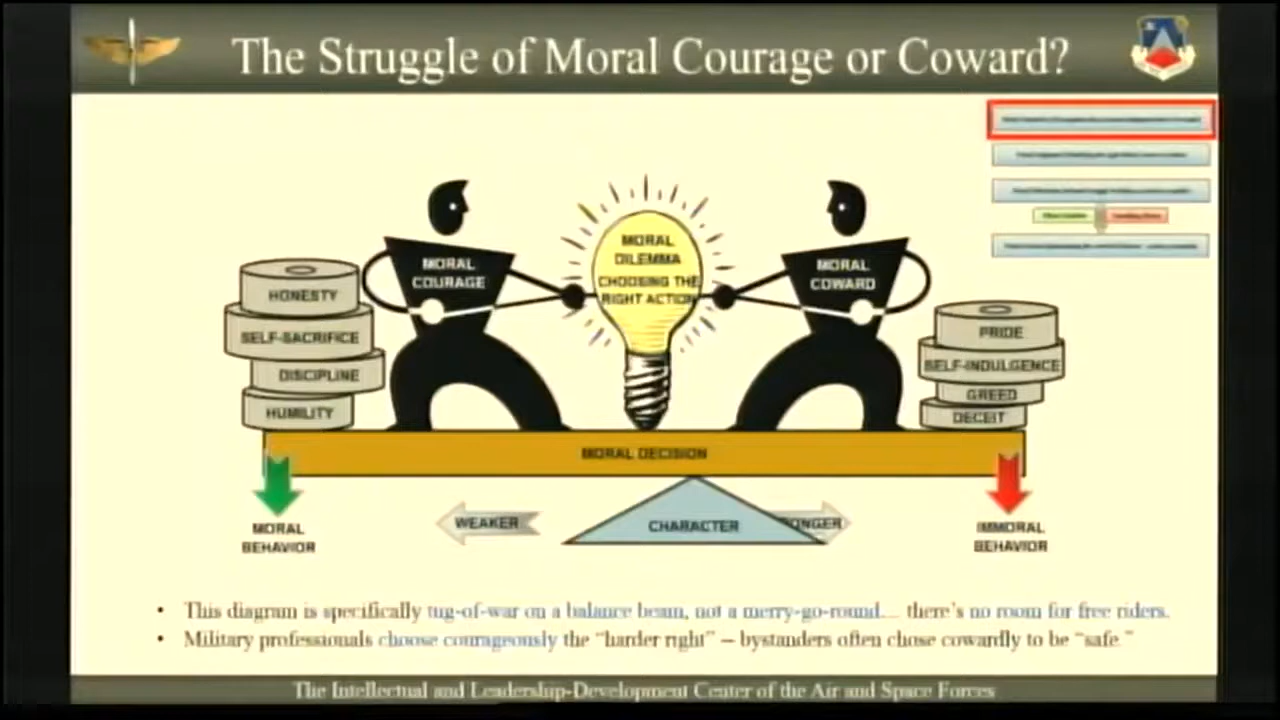 The Struggle of Moral Courage or Coward?
MORAL
COURAGE
MORAL
DILEMMA
CHOOSING THE
RIGHT ACTION
MORAL
COWARD
HONESTY
SELF-SACRIFICE
DISCIPLINE
HUMILITY
PRIDE
SELF-INDULGENCE
GREED
DECEIT
MORAL DECISION
MORAL
BEHAVIOR
WEAKER
CHARACTER
ONGER
IMMORAL
BEHAVIOR
• This diagram is specifically tug-of-war on a balance beam, not a merry-go-round... there's no room for free riders.
• Military professionals choose courageously the "harder right" – bystanders often chose cowardly to be "safe."
The Intellectual and Leadership-Development Center of the Air and Space Forces